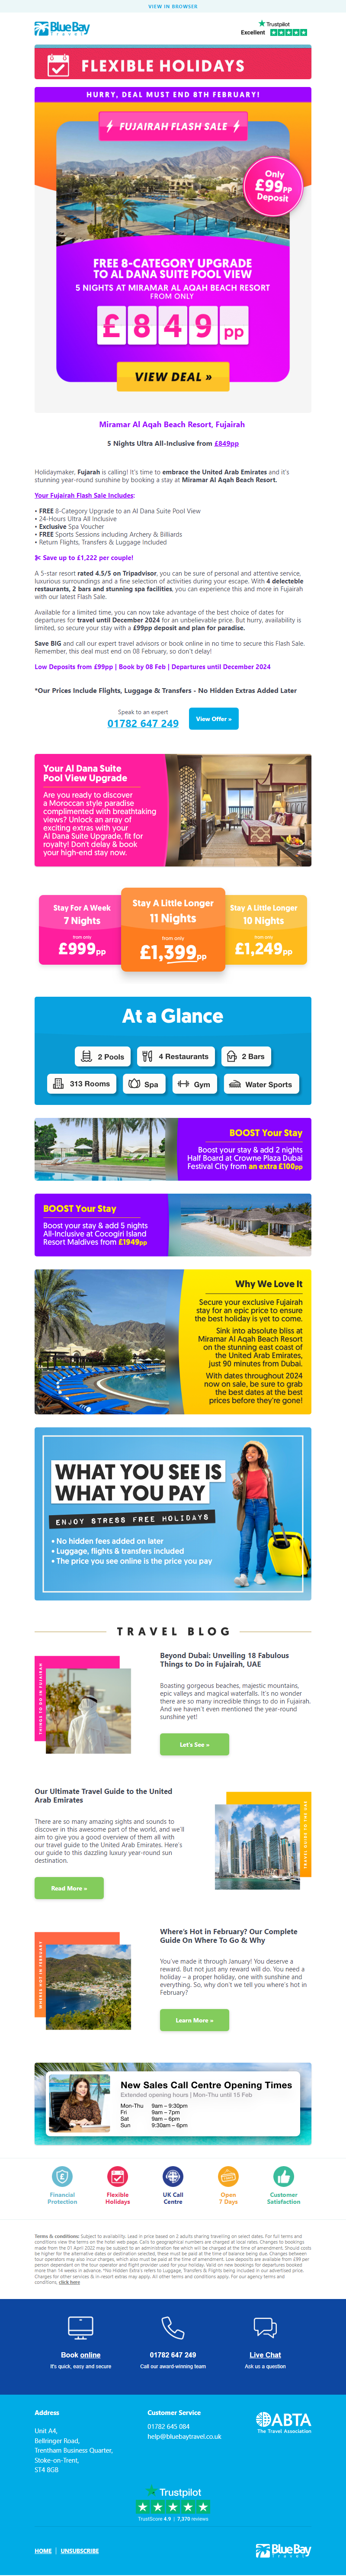 VIEW IN BROWSER
BlueBay
TRAVEL
Trustpilot
Excellent
FLEXIBLE HOLIDAYS
HURRY, DEAL MUST END 8TH FEBRUARY!
FUJAIRAH FLASH SALE
Only
£99pp
Deposit
FREE 8-CATEGORY UPGRADE
TO AL DANA SUITE POOL VIEW
5 NIGHTS AT MIRAMAR AL AQAH BEACH RESORT
FROM ONLY
£849pp
VIEW DEAL »
Miramar Al Aqah Beach Resort, Fujairah
5 Nights Ultra All-Inclusive from £849pp
Holidaymaker, Fujarah is calling! It's time to embrace the United Arab Emirates and it's
stunning year-round sunshine by booking a stay at Miramar Al Aqah Beach Resort.
Your Fujairah Flash Sale Includes:
• FREE 8-Category Upgrade to an Al Dana Suite Pool View
• 24-Hours Ultra All Inclusive
• Exclusive Spa Voucher
• FREE Sports Sessions including Archery & Billiards
• Return Flights, Transfers & Luggage Included
✄ Save up to £1,222 per couple!
A 5-star resort rated 4.5/5 on Tripadvisor, you can be sure of personal and attentive service,
luxurious surroundings and a fine selection of activities during your escape. With 4 delectable
restaurants, 2 bars and stunning spa facilities, you can experience this and more in Fujairah
with our latest Flash Sale.
Available for a limited time, you can now take advantage of the best choice of dates for
departures for travel until December 2024 for an unbelievable price. But hurry, availability is
limited, so secure your stay with a £99pp deposit and plan for paradise.
Save BIG and call our expert travel advisors or book online in no time to secure this Flash Sale.
Remember, this deal must end on 08 February, so don't delay!
Low Deposits from £99pp | Book by 08 Feb | Departures until December 2024
*Our Prices Include Flights, Luggage & Transfers - No Hidden Extras Added Later
Speak to an expert
01782 647 249
View Offer »
Your Al Dana Suite
Pool View Upgrade
Are you ready to discover
a Moroccan style paradise
complimented with breathtaking
views? Unlock an array of
exciting extras with your
Al Dana Suite Upgrade, fit for
royalty! Don't delay & book
your high-end stay now.
Stay For A Week
7 Nights
from only
£999pp
Stay A Little Longer
11 Nights
from only
£1,399pp
Stay A Little Longer
10 Nights
from only
£1,249pp
At a Glance
2 Pools
4 Restaurants
2 Bars
313 Rooms
Spa
Gym
Water Sports
BOOST Your Stay
Boost your stay & add 2 nights
Half Board at Crowne Plaza Dubai
Festival City from an extra £100pp
BOOST Your Stay
Boost your stay & add 5 nights
All-Inclusive at Cocogiri Island
Resort Maldives from £1949pp
Why We Love It
Secure your exclusive Fujairah
stay for an epic price to ensure
the best holiday is yet to come.
Sink into absolute bliss at
Miramar Al Aqah Beach Resort
on the stunning east coast of
the United Arab Emirates,
just 90 minutes from Dubai.
With dates throughout 2024
now on sale, be sure to grab
the best dates at the best
prices before they're gone!
WHAT YOU SEE IS
WHAT YOU PAY
ENJOY STRESS FREE HOLIDAYS
• No hidden fees added on later
• Luggage, flights & transfers included
• The price you see online is the price you pay
TRAVEL BLOG
THINGS TO DO IN FUJAIRAH
Beyond Dubai: Unveiling 18 Fabulous
Things to Do in Fujairah, UAE
Boasting gorgeous beaches, majestic mountains,
epic valleys and magical waterfalls. It's no wonder
there are so many incredible things to do in Fujairah.
And we haven't even mentioned the year-round
sunshine yet!
Let's See »
Our Ultimate Travel Guide to the United
Arab Emirates
There are so many amazing sights and sounds to
discover in this awesome part of the world, and we'll
aim to give you a good overview of them all with
our travel guide to the United Arab Emirates. Here's
our guide to this dazzling luxury year-round sun
destination.
Read More »
TRAVEL GUIDE TO THE UAE
WHERE'S HOT IN FEBRUARY
Where's Hot in February? Our Complete
Guide On Where To Go & Why
You've made it through January! You deserve a
reward. But not just any reward will do. You need a
holiday – a proper holiday, one with sunshine and
everything. So, why don't we tell you where's hot in
February?
Learn More »
New Sales Call Centre Opening Times
Extended opening hours | Mon-Thu until 15 Feb
Mon-Thu 9am – 9:30pm
Fri 9am – 7pm
Sat 9am – 6pm
Sun 9:30am – 6pm
Financial
Protection
Flexible
Holidays
UK Call
Centre
Open
7 Days
Customer
Satisfaction
Terms & conditions: Subject to availability. Lead in price based on 2 adults sharing travelling on select dates. For full terms and
conditions view the terms on the hotel web page. Calls to geographical numbers are charged at local rates. Changes to bookings
made from the 01 April 2022 may be subject to an administration fee which will be charged at the time of amendment. Should costs
be higher for the alternative dates or destination selected, these must be paid at the time of balance being due. Changes between
tour operators may also incur charges, which also must be paid at the time of amendment. Low deposits are available from £99 per
person dependent on the tour operator and flight provider used for your holiday. Valid on new bookings for departures booked
more than 14 weeks in advance. *No Hidden Extra's refers to Luggage, Transfers & Flights being included in our advertised price.
Charges for other services & in-resort extras may apply. All other terms and conditions apply. For our agency terms and
conditions, click here
Book online
It's quick, easy and secure
01782 647 249
Call our award-winning team
Live Chat
Ask us a question
Address
Unit A4,
Bellringer Road,
Trentham Business Quarter,
Stoke-on-Trent,
ST4 8GB
Customer Service
01782 645 084
help@bluebaytravel.co.uk
ABTA
The Travel Association
Trustpilot
TrustScore 4.9 | 7,370 reviews
HOME | UNSUBSCRIBE
BlueBay
TRAVEL